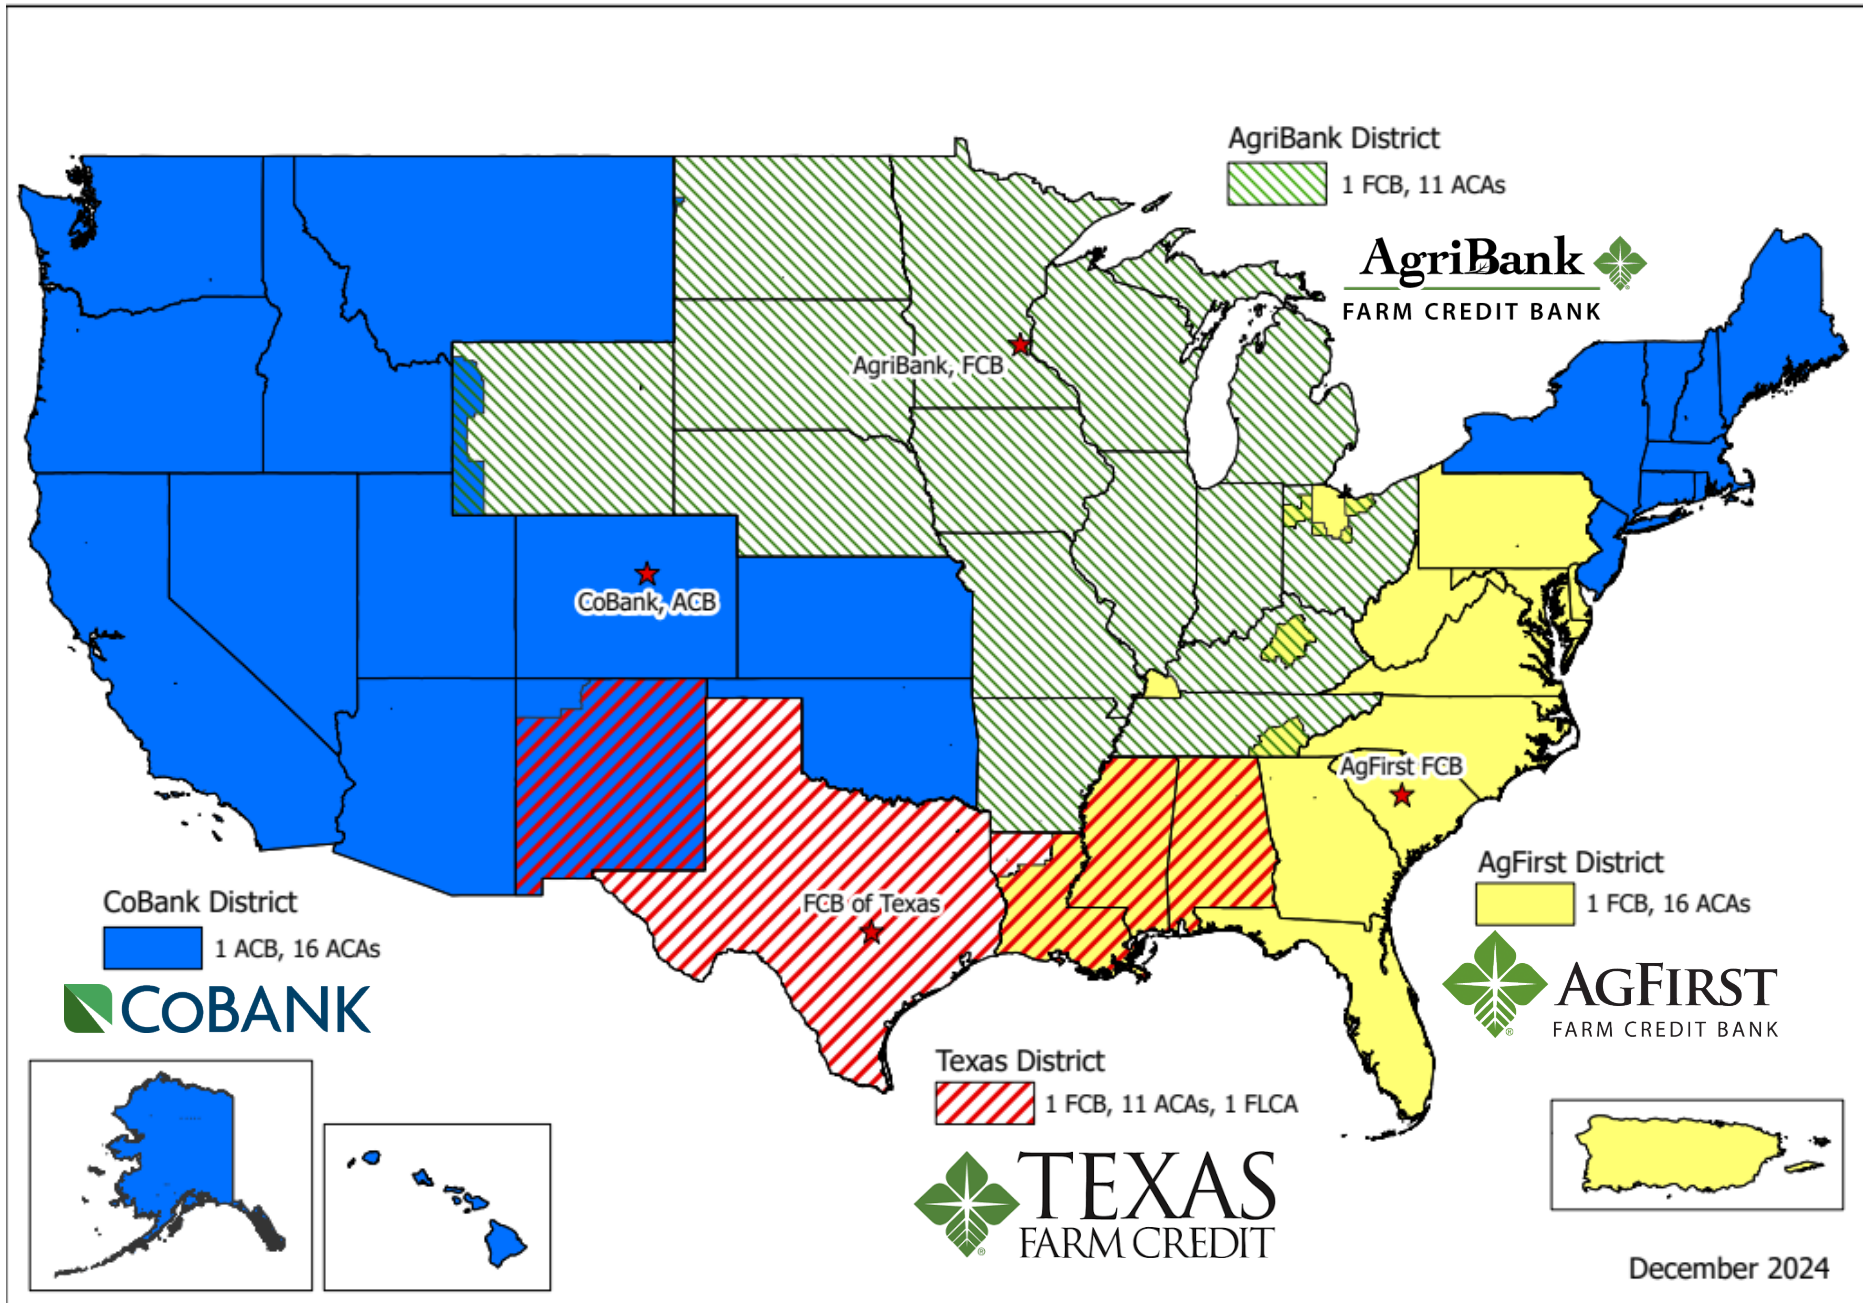 AgriBank District
1 FCB, 11 ACAs
AgriBank
FARM CREDIT BANK
AgriBank, FCB
CoBank, ACB
AgFirst FCB
FCB of Texas
CoBank District
1 ACB, 16 ACAs
COBANK
AgFirst District
1 FCB, 16 ACAs
AGFIRST
FARM CREDIT BANK
Texas District
1 FCB, 11 ACAs, 1 FLCA
TEXAS
FARM CREDIT
December 2024